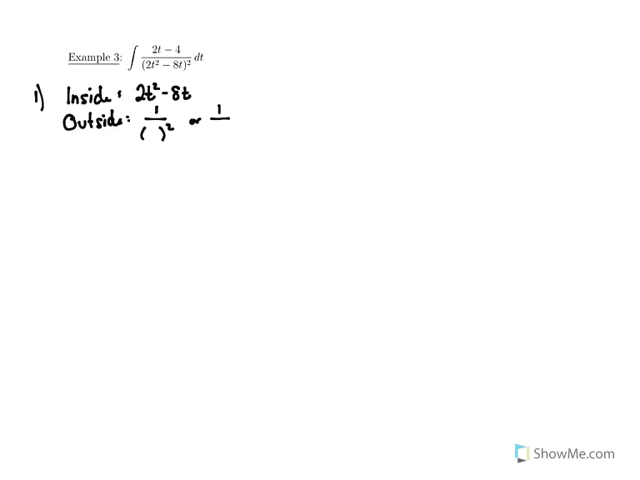 Example 3: ∫ (2t − 4)/(2t² − 8t)² dt
1) Inside: 2t² - 8t
Outside: 1/( )² or 1/
ShowMe.com